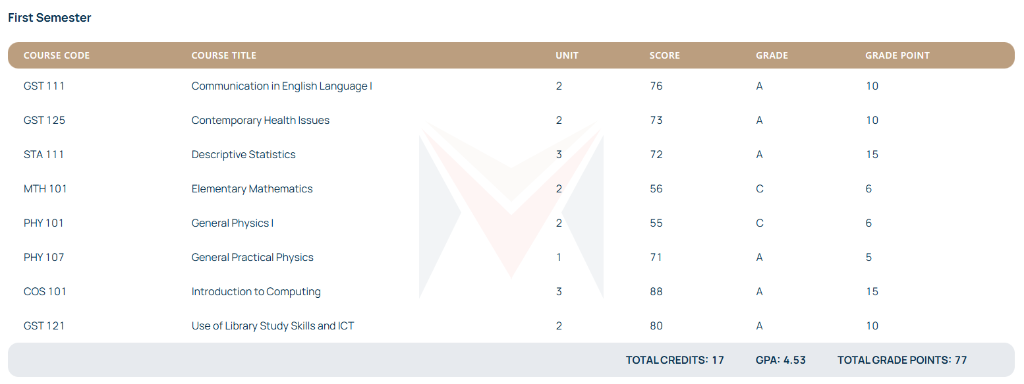 First Semester
COURSE CODE COURSE TITLE UNIT SCORE GRADE GRADE POINT
GST 111 Communication in English Language I 2 76 A 10
GST 125 Contemporary Health Issues 2 73 A 10
STA 111 Descriptive Statistics 3 72 A 15
MTH 101 Elementary Mathematics 2 56 C 6
PHY 101 General Physics I 2 55 C 6
PHY 107 General Practical Physics 1 71 A 5
COS 101 Introduction to Computing 3 88 A 15
GST 121 Use of Library Study Skills and ICT 2 80 A 10
TOTAL CREDITS: 17 GPA: 4.53 TOTAL GRADE POINTS: 77